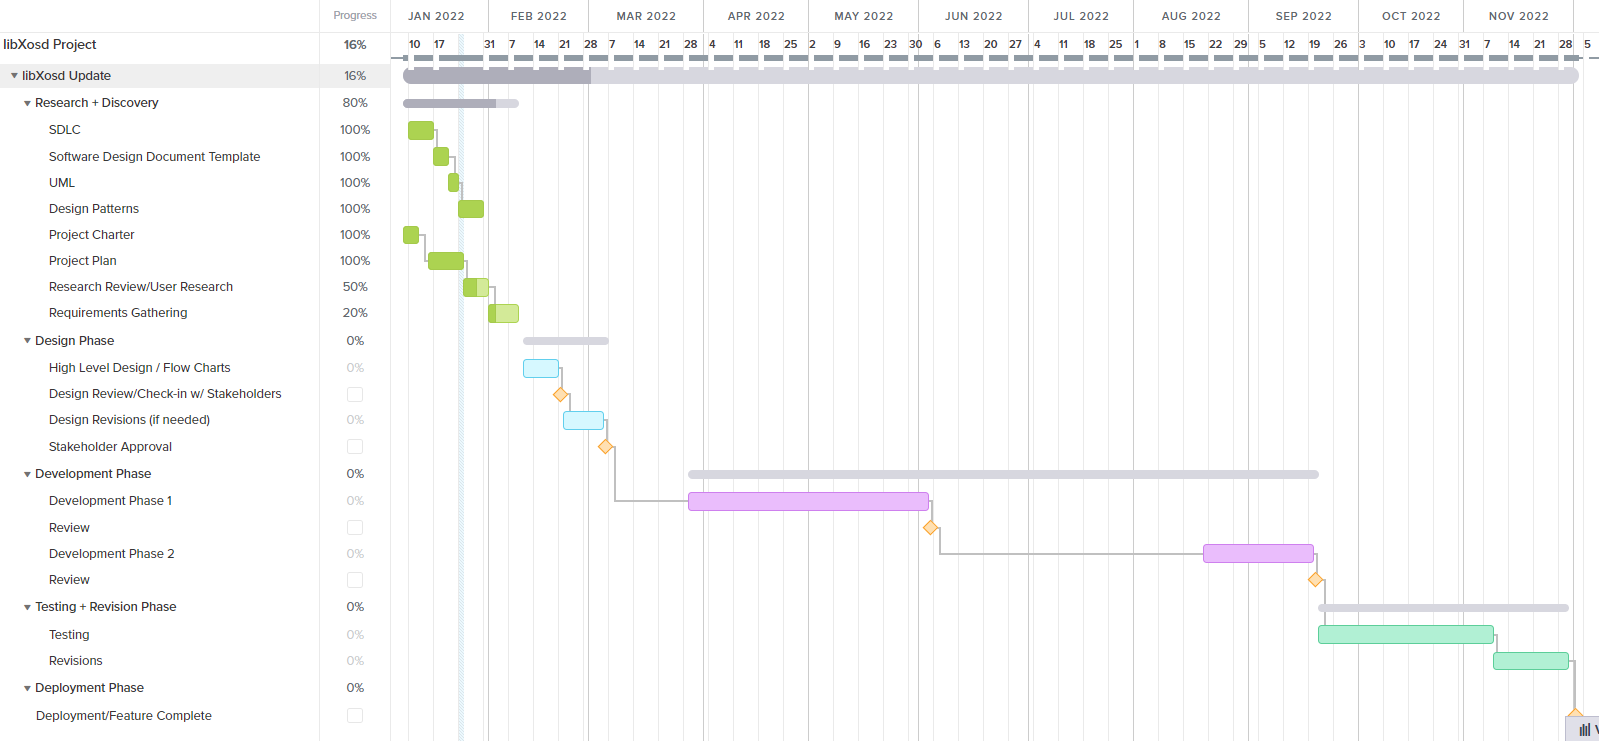 Progress JAN 2022 FEB 2022 MAR 2022 APR 2022 MAY 2022 JUN 2022 JUL 2022 AUG 2022 SEP 2022 OCT 2022 NOV 2022
libXosd Project 16% 10 17 31 7 14 21 28 7 14 21 28 4 11 18 25 2 9 16 23 30 6 13 20 27 4 11 18 25 1 8 15 22 29 5 12 19 26 3 10 17 24 31 7 14 21 28 5
libXosd Update 16%
Research + Discovery 80%
SDLC 100%
Software Design Document Template 100%
UML 100%
Design Patterns 100%
Project Charter 100%
Project Plan 100%
Research Review/User Research 50%
Requirements Gathering 20%
Design Phase 0%
High Level Design / Flow Charts 0%
Design Review/Check-in w/ Stakeholders
Design Revisions (if needed) 0%
Stakeholder Approval
Development Phase 0%
Development Phase 1 0%
Review
Development Phase 2 0%
Review
Testing + Revision Phase 0%
Testing 0%
Revisions 0%
Deployment Phase 0%
Deployment/Feature Complete